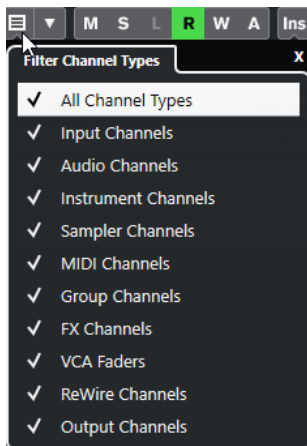 M S L R W A Ins
Filter Channel Types X
All Channel Types
Input Channels
Audio Channels
Instrument Channels
Sampler Channels
MIDI Channels
Group Channels
FX Channels
VCA Faders
ReWire Channels
Output Channels